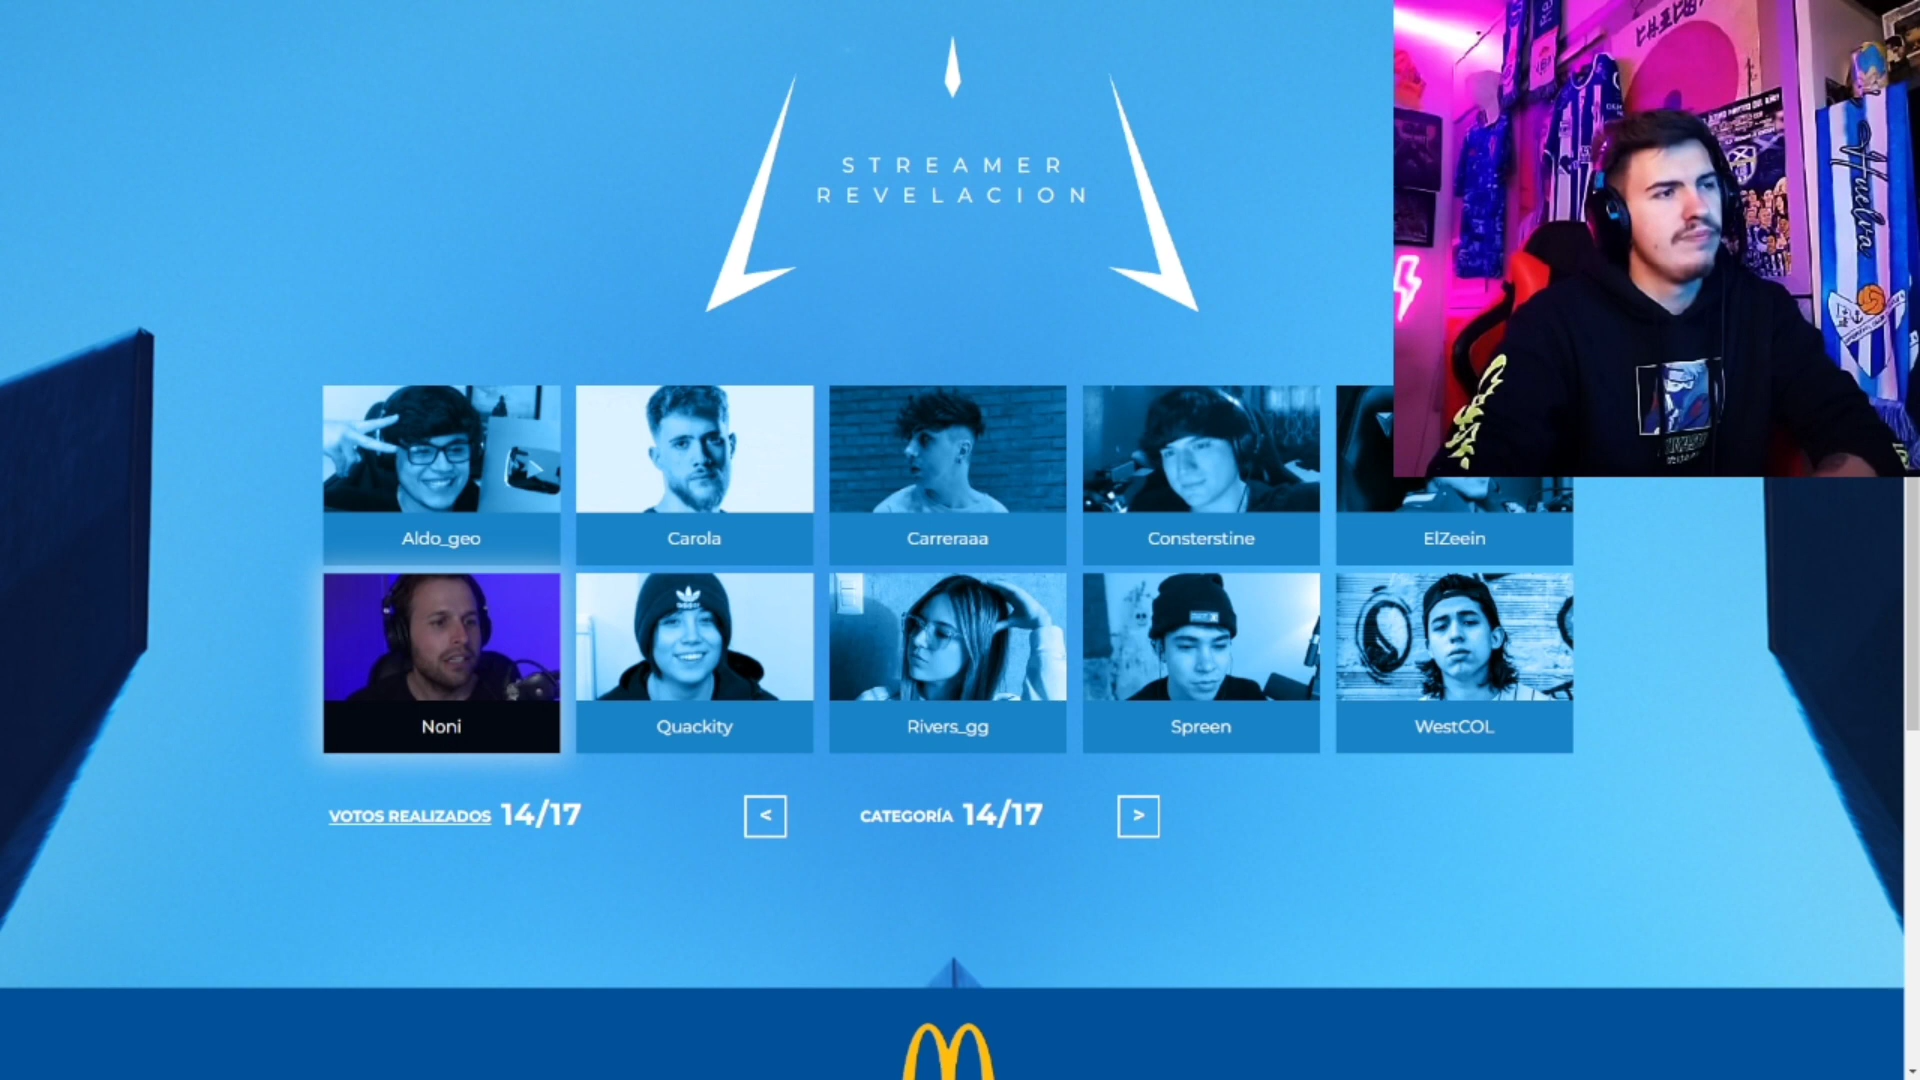 STREAMER
REVELACION
Aldo_geo
Carola
Carreraaa
Consterstine
ElZeein
Noni
Quackity
Rivers_gg
Spreen
WestCOL
VOTOS REALIZADOS 14/17
<
CATEGORÍA 14/17
>
Huelva